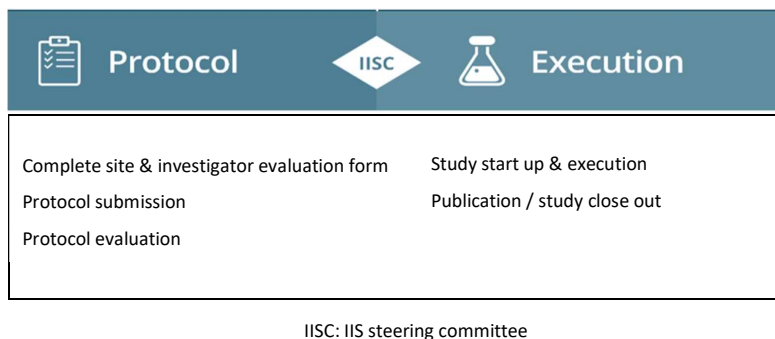 Protocol
IISC
Execution
Complete site & investigator evaluation form
Protocol submission
Protocol evaluation
Study start up & execution
Publication / study close out
IISC: IIS steering committee